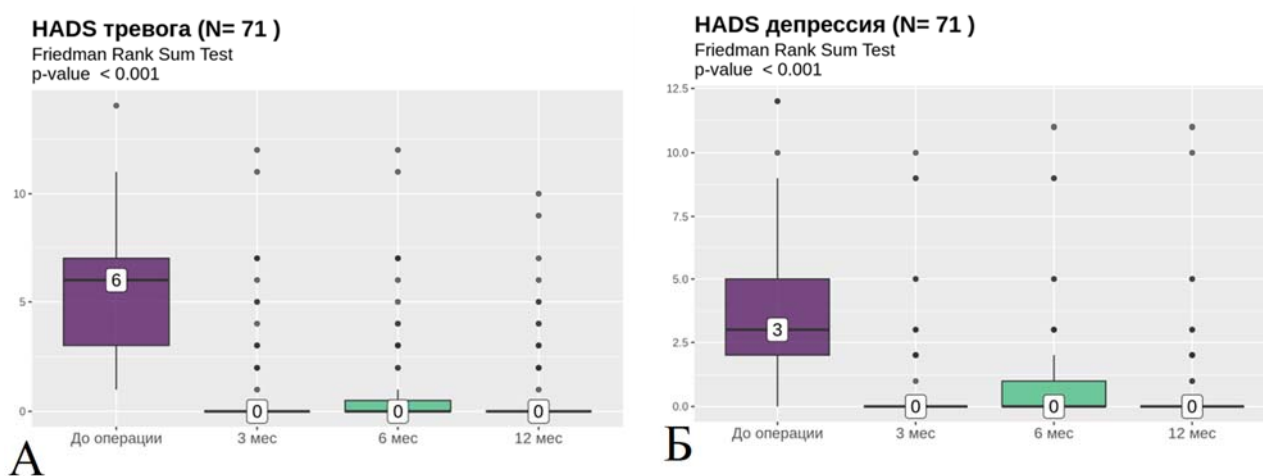 HADS тревога (N= 71 )
Friedman Rank Sum Test
p-value < 0.001
10
5
0
6
0
0
0
До операции
3 мес
6 мес
12 мес
А
HADS депрессия (N= 71 )
Friedman Rank Sum Test
p-value < 0.001
12.5
10.0
7.5
5.0
2.5
0.0
3
0
0
0
До операции
3 мес
6 мес
12 мес
Б